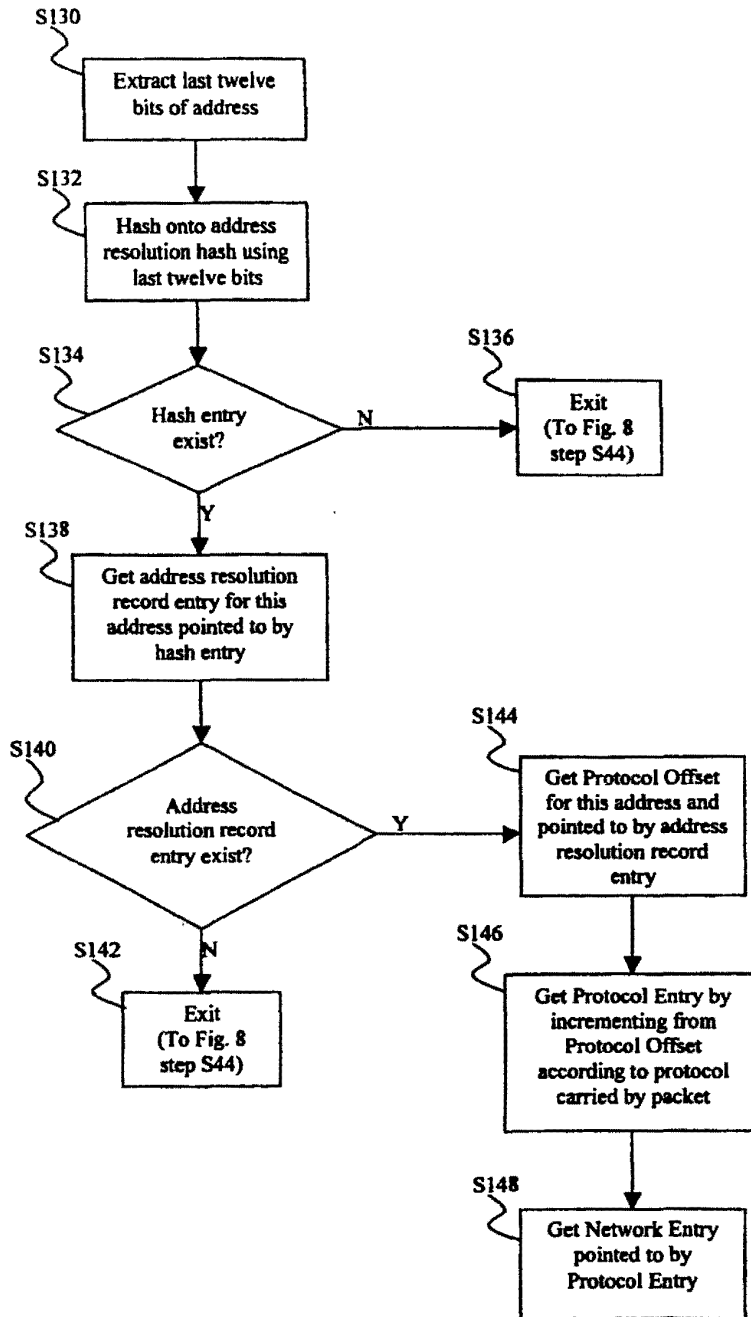 S130
Extract last twelve
bits of address
S132
Hash onto address
resolution hash using
last twelve bits
S134
Hash entry
exist?
N
S136
Exit
(To Fig. 8
step S44)
Y
S138
Get address resolution
record entry for this
address pointed to by
hash entry
S140
Address
resolution record
entry exist?
Y
S144
Get Protocol Offset
for this address and
pointed to by address
resolution record
entry
N
S142
Exit
(To Fig. 8
step S44)
S146
Get Protocol Entry by
incrementing from
Protocol Offset
according to protocol
carried by packet
S148
Get Network Entry
pointed to by
Protocol Entry